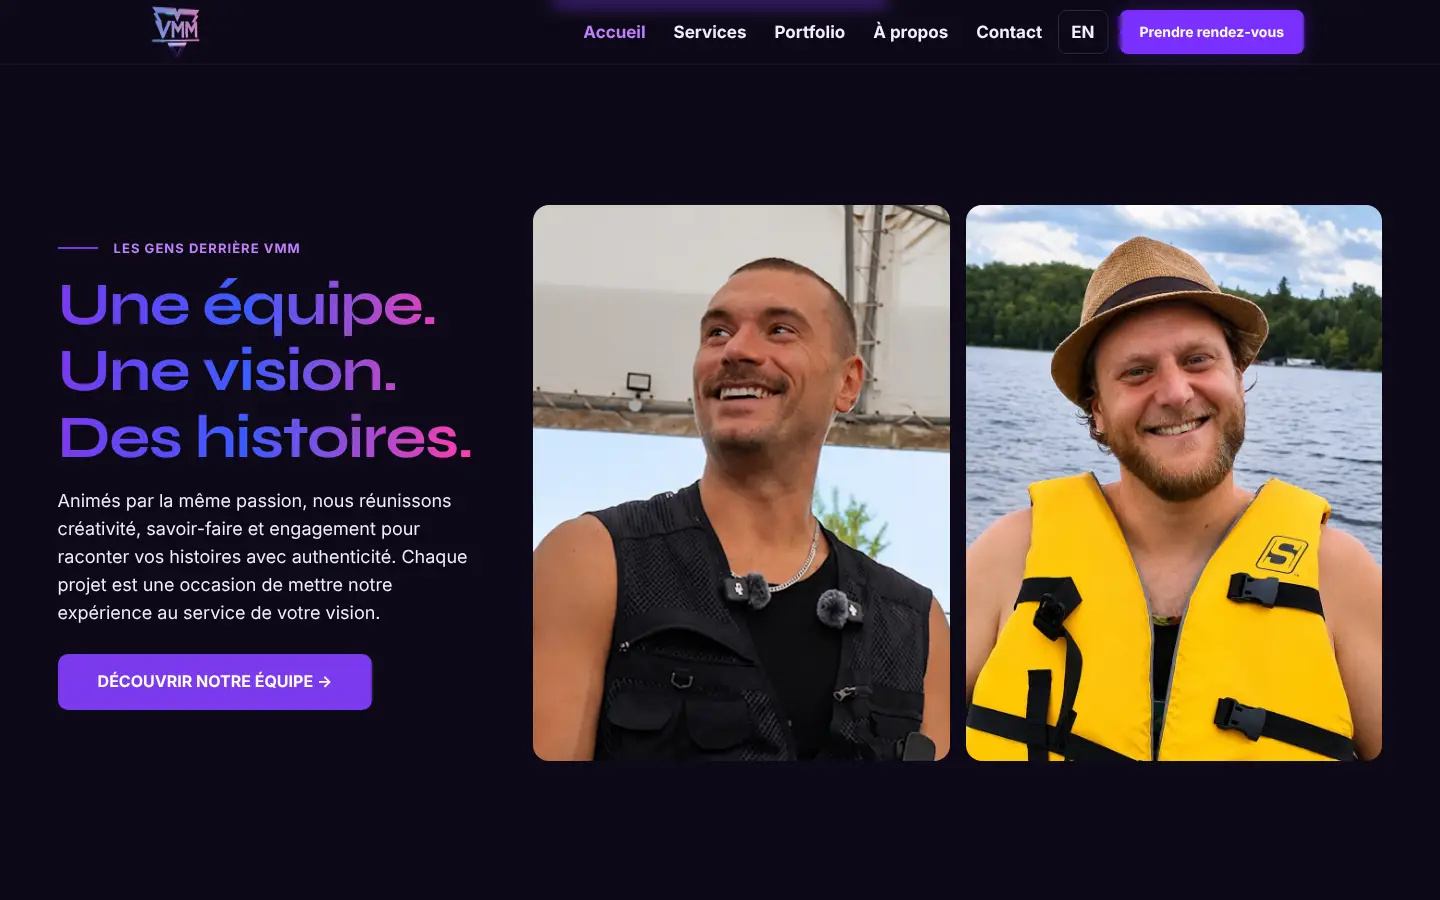 VMM
Accueil
Services
Portfolio
À propos
Contact
EN
Prendre rendez-vous
LES GENS DERRIÈRE VMM
Une équipe.
Une vision.
Des histoires.
Animés par la même passion, nous réunissons
créativité, savoir-faire et engagement pour
raconter vos histoires avec authenticité. Chaque
projet est une occasion de mettre notre
expérience au service de votre vision.
DÉCOUVRIR NOTRE ÉQUIPE →
S